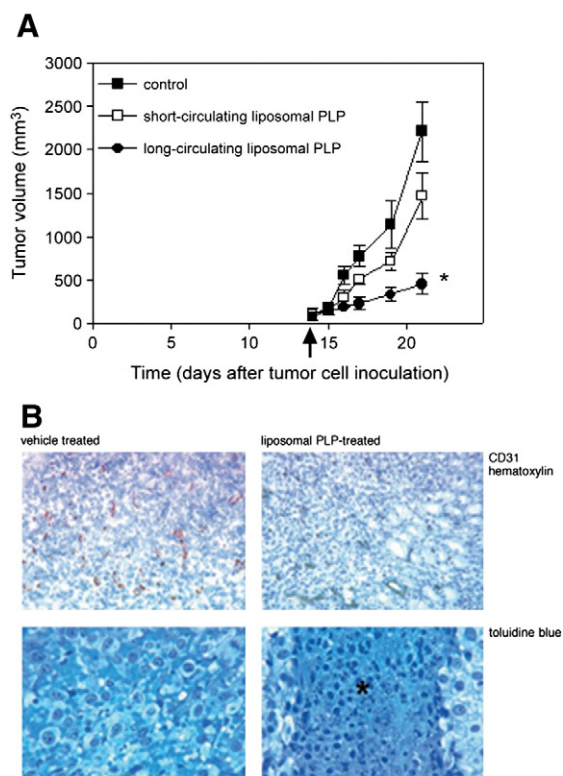 A
3000
2500
2000
1500
1000
500
0
Tumor volume (mm³)
control
short-circulating liposomal PLP
long-circulating liposomal PLP
*
0 5 10 15 20
Time (days after tumor cell inoculation)
B
vehicle treated
liposomal PLP-treated
CD31
hematoxylin
toluidine blue
*